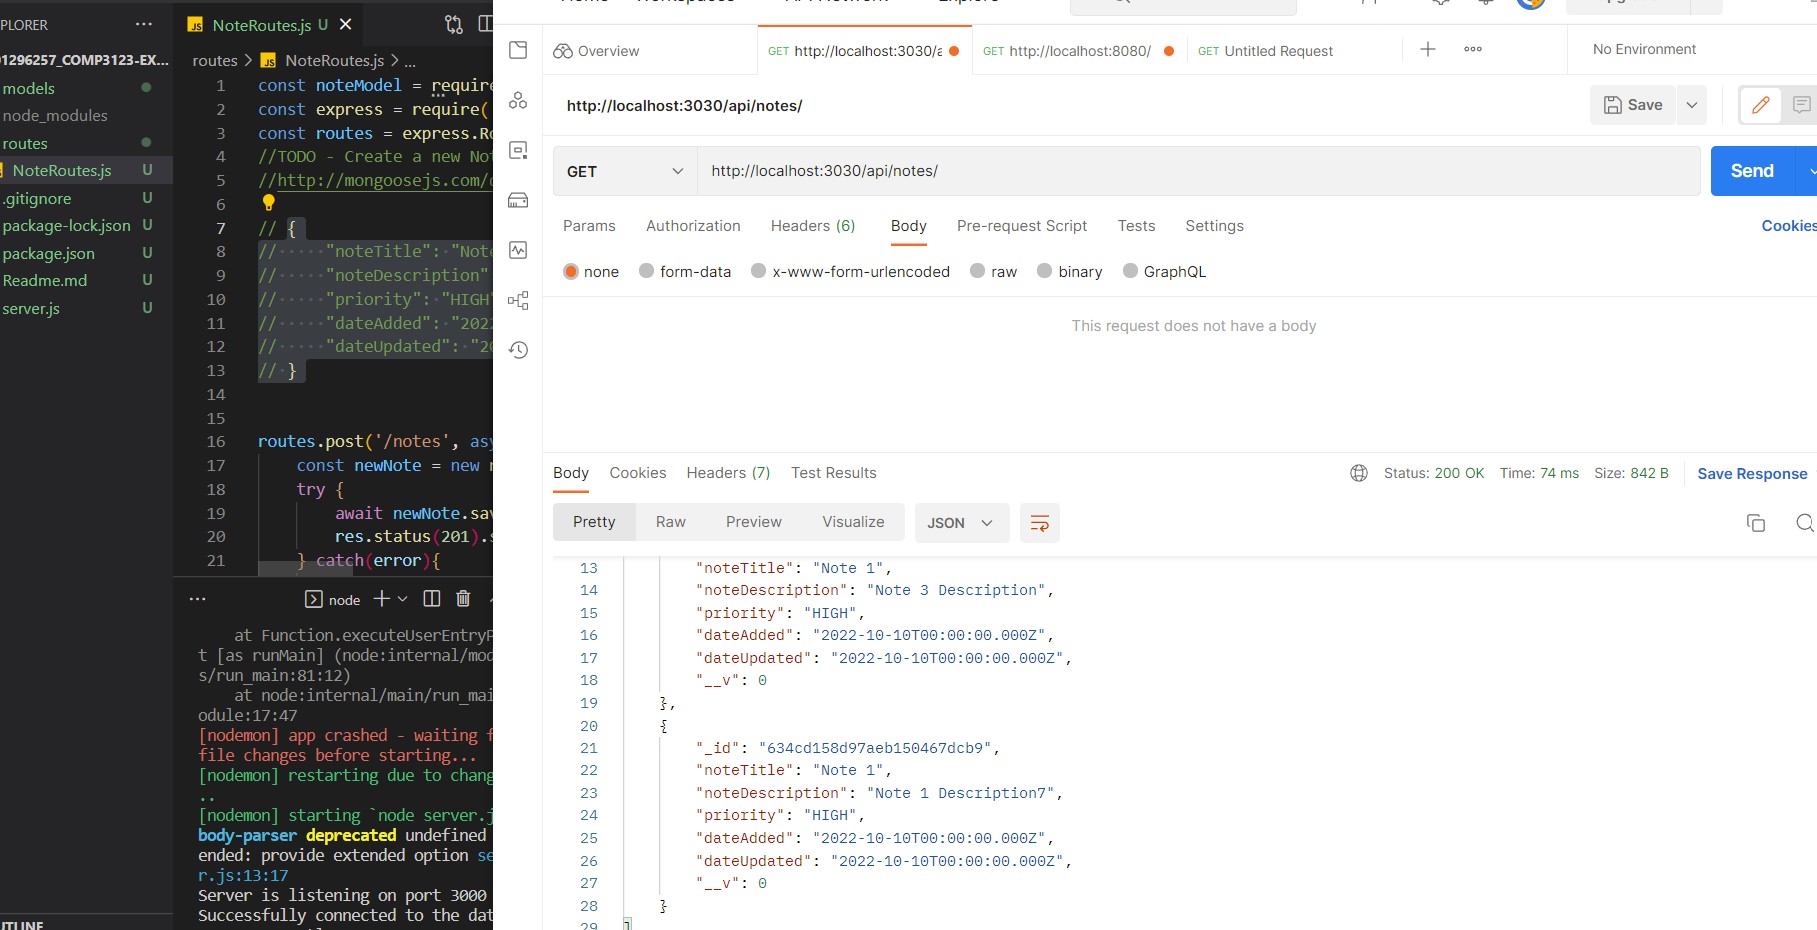 PLORER
1296257_COMP3123-EX...
models
node_modules
routes
NoteRoutes.js U
.gitignore U
package-lock.json U
package.json U
Readme.md U
server.js U
UTLINE
JS NoteRoutes.js U
routes > JS NoteRoutes.js > ...
1 const noteModel = require
2 const express = require(
3 const routes = express.Ro
4 //TODO - Create a new Not
5 //http://mongoosejs.com/
6
7 // {
8 // "noteTitle": "Note
9 // "noteDescription"
10 // "priority": "HIGH"
11 // "dateAdded": "2022
12 // "dateUpdated": "20
13 // }
14
15
16 routes.post('/notes', asy
17 const newNote = new n
18 try {
19 await newNote.sav
20 res.status(201).s
21 } catch(error){
node
at Function.executeUserEntryP
t [as runMain] (node:internal/mod
s/run_main:81:12)
at node:internal/main/run_mai
odule:17:47
[nodemon] app crashed - waiting f
file changes before starting...
[nodemon] restarting due to chang
..
[nodemon] starting `node server.j
body-parser deprecated undefined
ended: provide extended option se
r.js:13:17
Server is listening on port 3000
Successfully connected to the dat
Overview
GET http://localhost:3030/a
GET http://localhost:8080/
GET Untitled Request
No Environment
http://localhost:3030/api/notes/
Save
GET http://localhost:3030/api/notes/
Send
Params Authorization Headers (6) Body Pre-request Script Tests Settings
Cookies
none form-data x-www-form-urlencoded raw binary GraphQL
This request does not have a body
Body Cookies Headers (7) Test Results
Status: 200 OK Time: 74 ms Size: 842 B Save Response
Pretty Raw Preview Visualize JSON
13 "noteTitle": "Note 1",
14 "noteDescription": "Note 3 Description",
15 "priority": "HIGH",
16 "dateAdded": "2022-10-10T00:00:00.000Z",
17 "dateUpdated": "2022-10-10T00:00:00.000Z",
18 "__v": 0
19 },
20 {
21 "_id": "634cd158d97aeb150467dcb9",
22 "noteTitle": "Note 1",
23 "noteDescription": "Note 1 Description7",
24 "priority": "HIGH",
25 "dateAdded": "2022-10-10T00:00:00.000Z",
26 "dateUpdated": "2022-10-10T00:00:00.000Z",
27 "__v": 0
28 }
29 ]